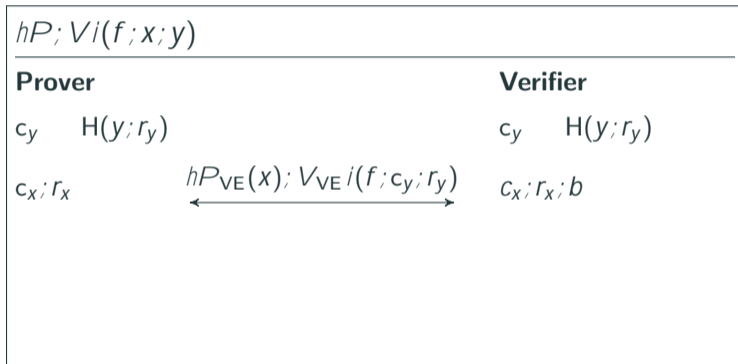 hP; Vi(f; x; y)
Prover Verifier
c_y H(y; r_y) c_y H(y; r_y)
c_x; r_x hP_VE(x); V_VE i(f; c_y; r_y) c_x; r_x; b